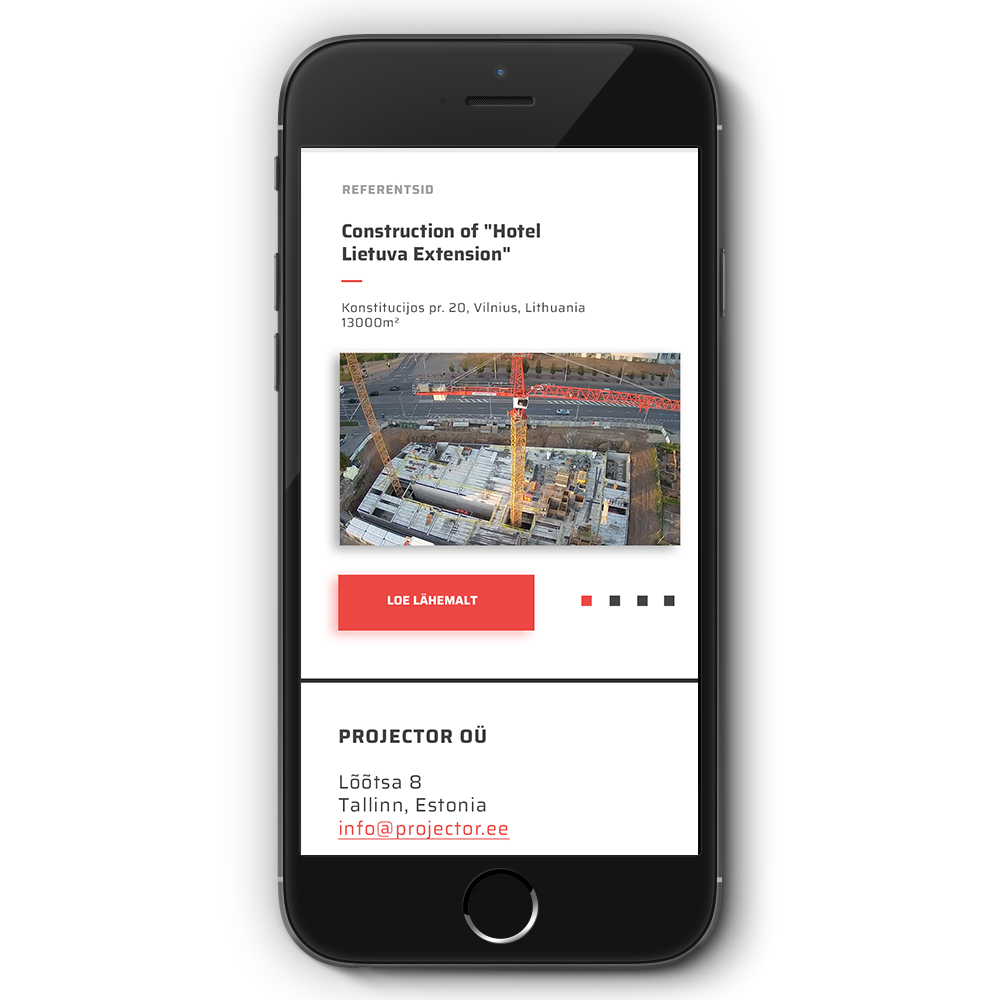 REFERENTSID
Construction of "Hotel
Lietuva Extension"
Konstitucijos pr. 20, Vilnius, Lithuania
13000m²
LOE LÄHEMALT
PROJECTOR OÜ
Lõõtsa 8
Tallinn, Estonia
info@projector.ee